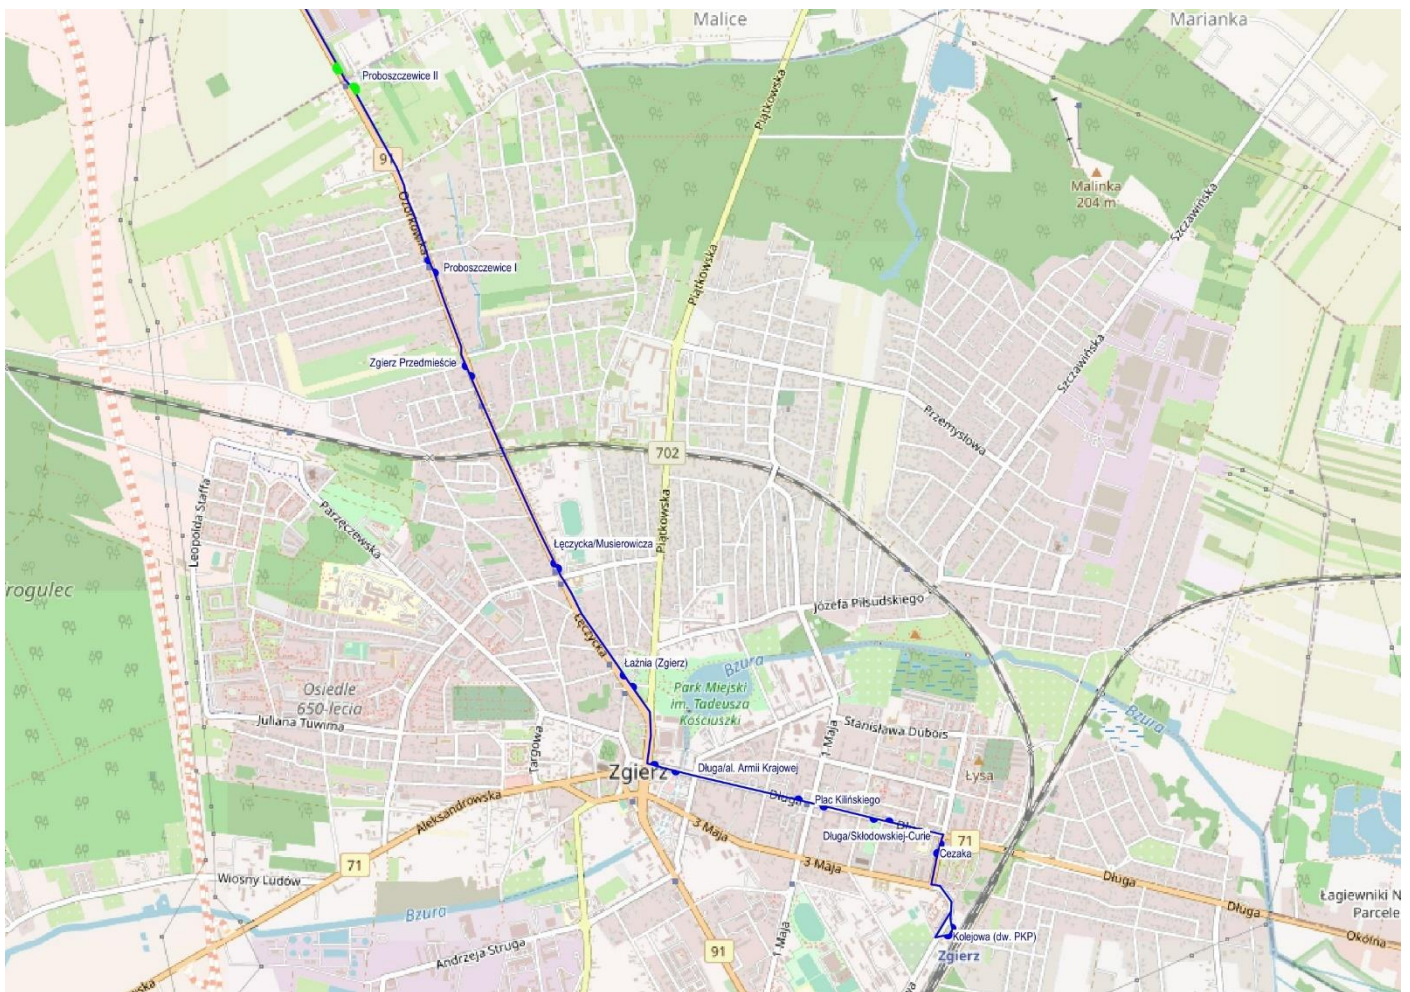 Malice
Marianka
Proboszczewice II
Piątkowska
91
Malinka
204 m
Ozorkowska
Szczawińska
Proboszczewice I
Piątkowska
Zgierz Przedmieście
Szczawińska
Przemysłowa
702
Leopolda Staffa
Parzęczewska
Piątkowska
Łęczycka/Musierowicza
Józefa Piłsudskiego
Łęczycka
Bzura
Łaźnia (Zgierz)
Osiedle
650-lecia
Park Miejski
im. Tadeusza
Kościuszki
Juliana Tuwima
Stanisława Dubois
Bzura
1 Maja
Targowa
Zgierz
Długa/al. Armii Krajowej
Łysa
Długa
Plac Kilińskiego
Aleksandrowska
3 Maja
Długa/Skłodowskiej-Curie
71
Cezaka
71
3 Maja
Wiosny Ludów
Długa
Łagiewniki N
Parcele
Bzura
Długa
Okólna
1 Maja
Kolejowa (dw. PKP)
Andrzeja Struga
91
Zgierz